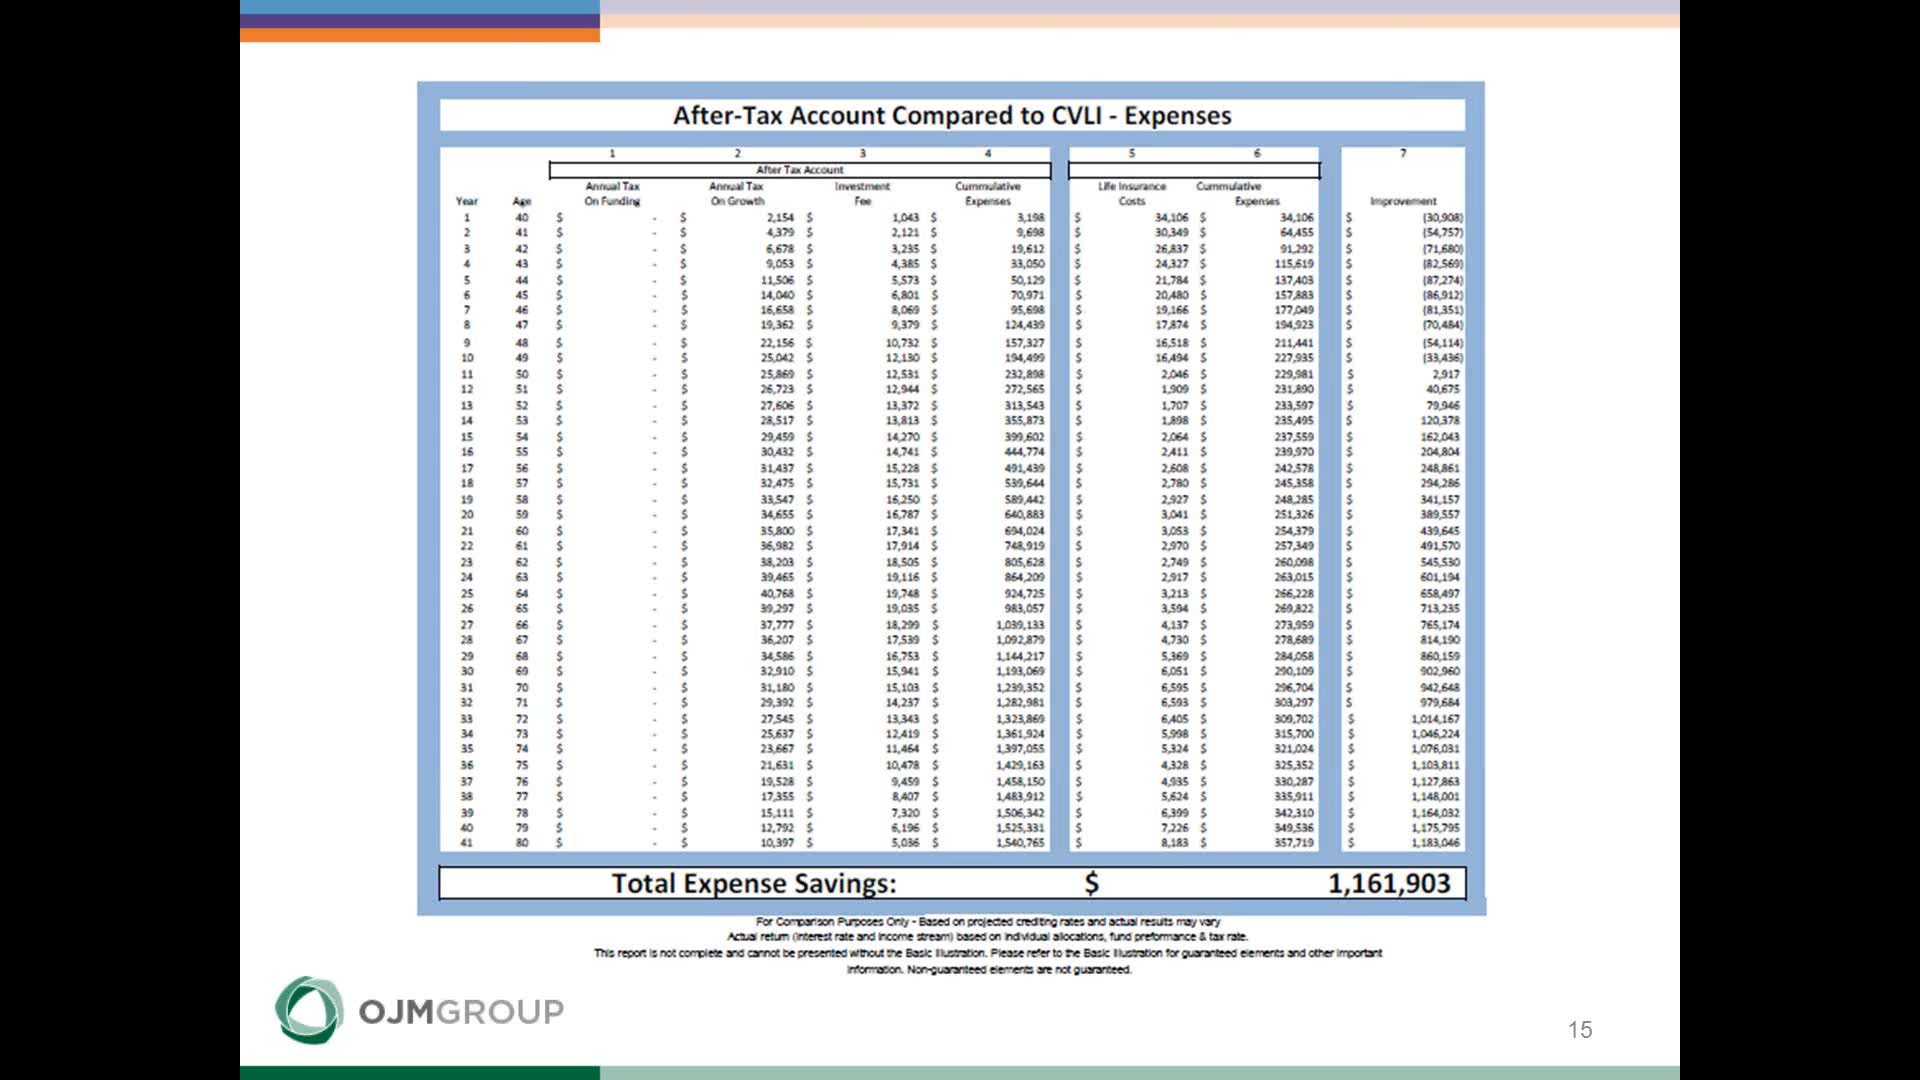 After-Tax Account Compared to CVLI - Expenses
1 2 3 4 5 6 7
After Tax Account
Annual Tax Annual Tax Investment Cummulative Life Insurance Cummulative
Year Age On Funding On Growth Fee Expenses Costs Expenses Improvement
1 40 $ - $ 2,154 $ 1,043 $ 3,198 $ 34,106 $ 34,106 $ (30,908)
2 41 $ - $ 4,379 $ 2,121 $ 9,698 $ 30,349 $ 64,455 $ (54,757)
3 42 $ - $ 6,678 $ 3,235 $ 19,612 $ 26,837 $ 91,292 $ (71,680)
4 43 $ - $ 9,053 $ 4,385 $ 33,050 $ 24,327 $ 115,619 $ (82,569)
5 44 $ - $ 11,506 $ 5,573 $ 50,129 $ 21,784 $ 137,403 $ (87,274)
6 45 $ - $ 14,040 $ 6,801 $ 70,971 $ 20,480 $ 157,883 $ (86,912)
7 46 $ - $ 16,658 $ 8,069 $ 95,698 $ 19,166 $ 177,049 $ (81,351)
8 47 $ - $ 19,362 $ 9,379 $ 124,439 $ 17,874 $ 194,923 $ (70,484)
9 48 $ - $ 22,156 $ 10,732 $ 157,327 $ 16,518 $ 211,441 $ (54,114)
10 49 $ - $ 25,042 $ 12,130 $ 194,499 $ 16,494 $ 227,935 $ (33,436)
11 50 $ - $ 25,869 $ 12,531 $ 232,898 $ 2,046 $ 229,981 $ 2,917
12 51 $ - $ 26,723 $ 12,944 $ 272,565 $ 1,909 $ 231,890 $ 40,675
13 52 $ - $ 27,606 $ 13,372 $ 313,543 $ 1,707 $ 233,597 $ 79,946
14 53 $ - $ 28,517 $ 13,813 $ 355,873 $ 1,898 $ 235,495 $ 120,378
15 54 $ - $ 29,459 $ 14,270 $ 399,602 $ 2,064 $ 237,559 $ 162,043
16 55 $ - $ 30,432 $ 14,741 $ 444,774 $ 2,411 $ 239,970 $ 204,804
17 56 $ - $ 31,437 $ 15,228 $ 491,439 $ 2,608 $ 242,578 $ 248,861
18 57 $ - $ 32,475 $ 15,731 $ 539,644 $ 2,780 $ 245,358 $ 294,286
19 58 $ - $ 33,547 $ 16,250 $ 589,442 $ 2,927 $ 248,285 $ 341,157
20 59 $ - $ 34,655 $ 16,787 $ 640,883 $ 3,041 $ 251,326 $ 389,557
21 60 $ - $ 35,800 $ 17,341 $ 694,024 $ 3,053 $ 254,379 $ 439,645
22 61 $ - $ 36,982 $ 17,914 $ 748,919 $ 2,970 $ 257,349 $ 491,570
23 62 $ - $ 38,203 $ 18,505 $ 805,628 $ 2,749 $ 260,098 $ 545,530
24 63 $ - $ 39,465 $ 19,116 $ 864,209 $ 2,917 $ 263,015 $ 601,194
25 64 $ - $ 40,768 $ 19,748 $ 924,725 $ 3,213 $ 266,228 $ 658,497
26 65 $ - $ 39,297 $ 19,035 $ 983,057 $ 3,594 $ 269,822 $ 713,235
27 66 $ - $ 37,777 $ 18,299 $ 1,039,133 $ 4,137 $ 273,959 $ 765,174
28 67 $ - $ 36,207 $ 17,539 $ 1,092,879 $ 4,730 $ 278,689 $ 814,190
29 68 $ - $ 34,586 $ 16,753 $ 1,144,217 $ 5,369 $ 284,058 $ 860,159
30 69 $ - $ 32,910 $ 15,941 $ 1,193,069 $ 6,051 $ 290,109 $ 902,960
31 70 $ - $ 31,180 $ 15,103 $ 1,239,352 $ 6,595 $ 296,704 $ 942,648
32 71 $ - $ 29,392 $ 14,237 $ 1,282,981 $ 6,593 $ 303,297 $ 979,684
33 72 $ - $ 27,545 $ 13,343 $ 1,323,869 $ 6,405 $ 309,702 $ 1,014,167
34 73 $ - $ 25,637 $ 12,419 $ 1,361,924 $ 5,998 $ 315,700 $ 1,046,224
35 74 $ - $ 23,667 $ 11,464 $ 1,397,055 $ 5,324 $ 321,024 $ 1,076,031
36 75 $ - $ 21,631 $ 10,478 $ 1,429,163 $ 4,328 $ 325,352 $ 1,103,811
37 76 $ - $ 19,528 $ 9,459 $ 1,458,150 $ 4,935 $ 330,287 $ 1,127,863
38 77 $ - $ 17,355 $ 8,407 $ 1,483,912 $ 5,624 $ 335,911 $ 1,148,001
39 78 $ - $ 15,111 $ 7,320 $ 1,506,342 $ 6,399 $ 342,310 $ 1,164,032
40 79 $ - $ 12,792 $ 6,196 $ 1,525,331 $ 7,226 $ 349,536 $ 1,175,795
41 80 $ - $ 10,397 $ 5,036 $ 1,540,765 $ 8,183 $ 357,719 $ 1,183,046
Total Expense Savings: $ 1,161,903
For Comparison Purposes Only - Based on projected crediting rates and actual results may vary
Actual return (interest rate and income stream) based on individual allocations, fund preformance & tax rate.
This report is not complete and cannot be presented without the Basic Illustration. Please refer to the Basic Illustration for guaranteed elements and other important
information. Non-guaranteed elements are not guaranteed.
OJMGROUP
15